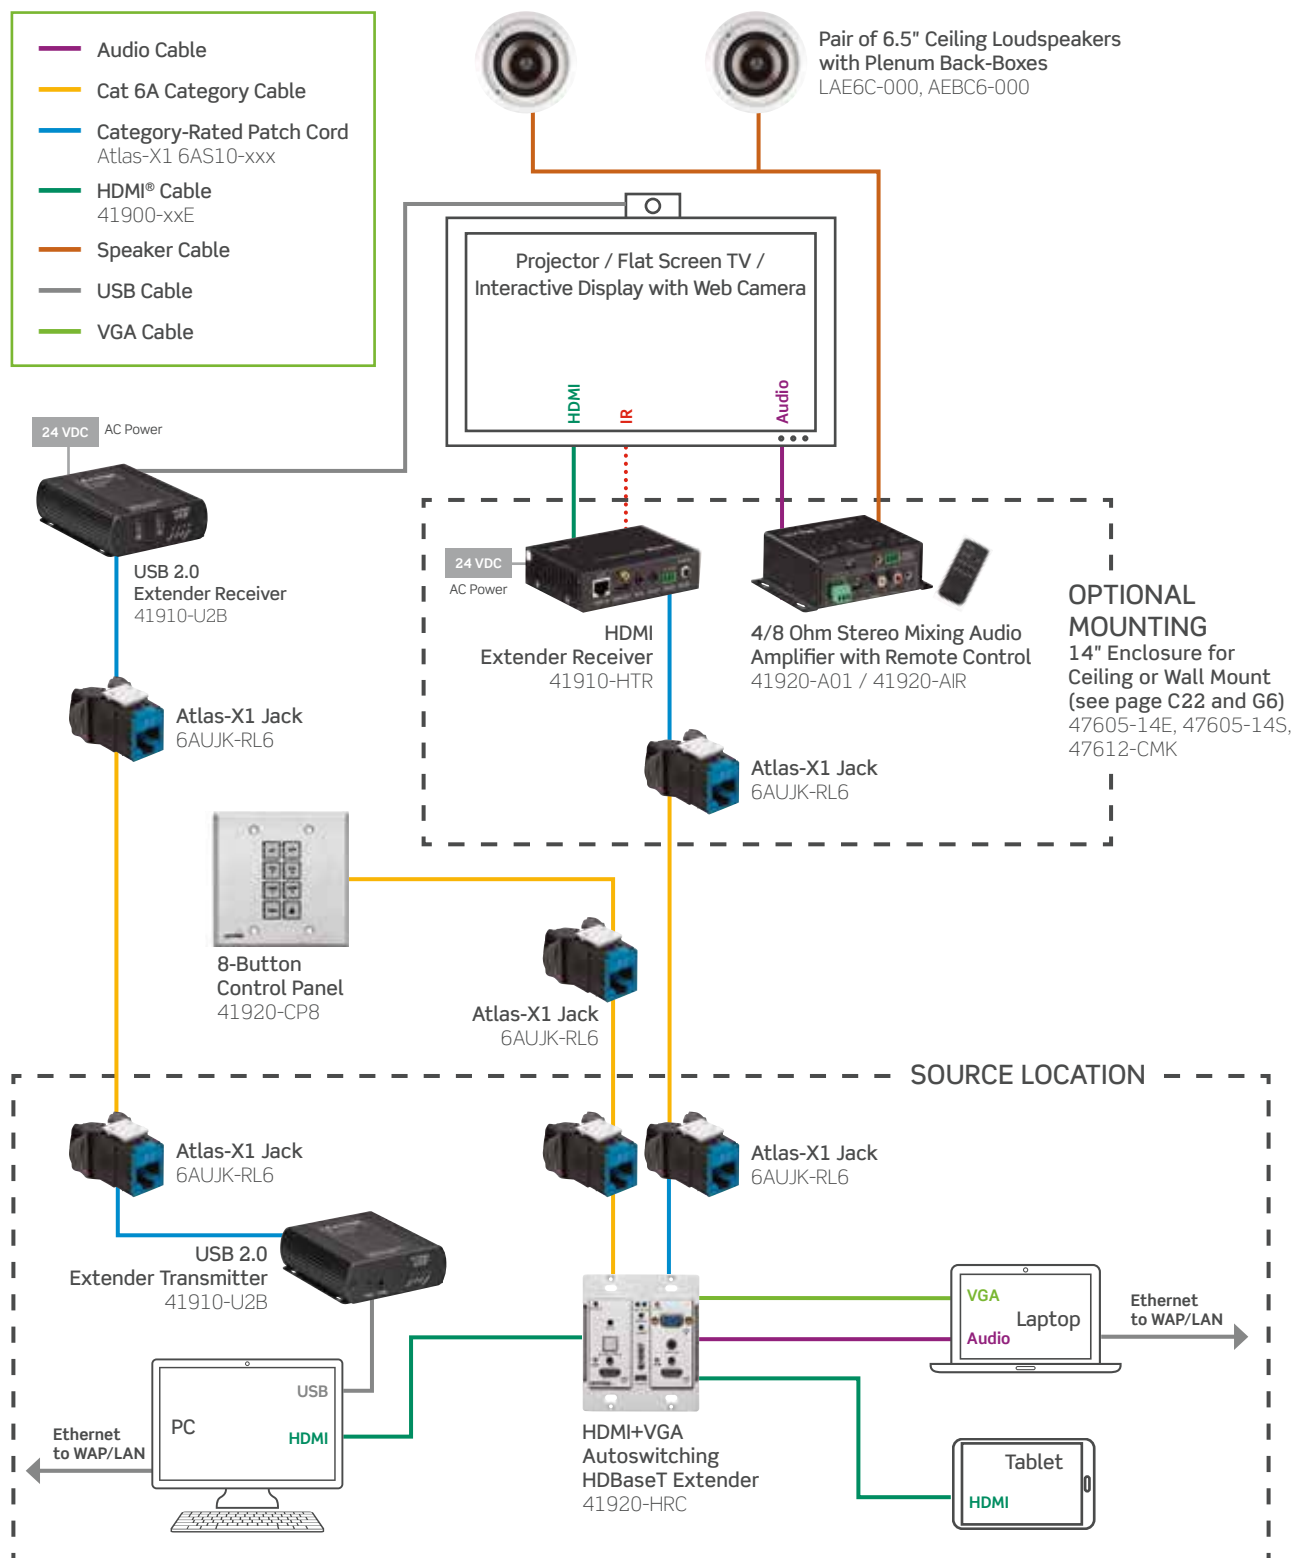 Audio Cable
Cat 6A Category Cable
Category-Rated Patch Cord
Atlas-X1 6AS10-xxx
HDMI® Cable
41900-xxE
Speaker Cable
USB Cable
VGA Cable
Pair of 6.5" Ceiling Loudspeakers
with Plenum Back-Boxes
LAE6C-000, AEBC6-000
Projector / Flat Screen TV /
Interactive Display with Web Camera
HDMI
IR
Audio
24 VDC
AC Power
USB 2.0
Extender Receiver
41910-U2B
24 VDC
AC Power
HDMI
Extender Receiver
41910-HTR
4/8 Ohm Stereo Mixing Audio
Amplifier with Remote Control
41920-A01 / 41920-AIR
OPTIONAL
MOUNTING
14" Enclosure for
Ceiling or Wall Mount
(see page C22 and G6)
47605-14E, 47605-14S,
47612-CMK
Atlas-X1 Jack
6AUJK-RL6
Atlas-X1 Jack
6AUJK-RL6
8-Button
Control Panel
41920-CP8
Atlas-X1 Jack
6AUJK-RL6
SOURCE LOCATION
Atlas-X1 Jack
6AUJK-RL6
Atlas-X1 Jack
6AUJK-RL6
USB 2.0
Extender Transmitter
41910-U2B
PC
USB
HDMI
Ethernet
to WAP/LAN
HDMI+VGA
Autoswitching
HDBaseT Extender
41920-HRC
VGA
Laptop
Audio
Ethernet
to WAP/LAN
Tablet
HDMI